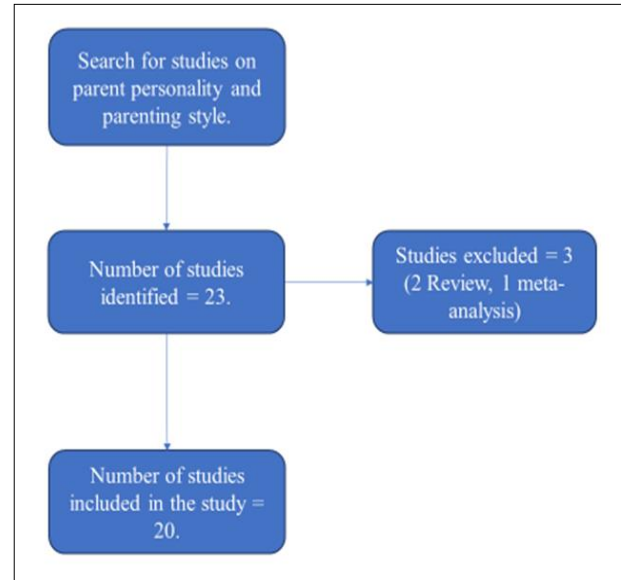 Search for studies on
parent personality and
parenting style.
Number of studies
identified = 23.
Studies excluded = 3
(2 Review, 1 meta-
analysis)
Number of studies
included in the study =
20.